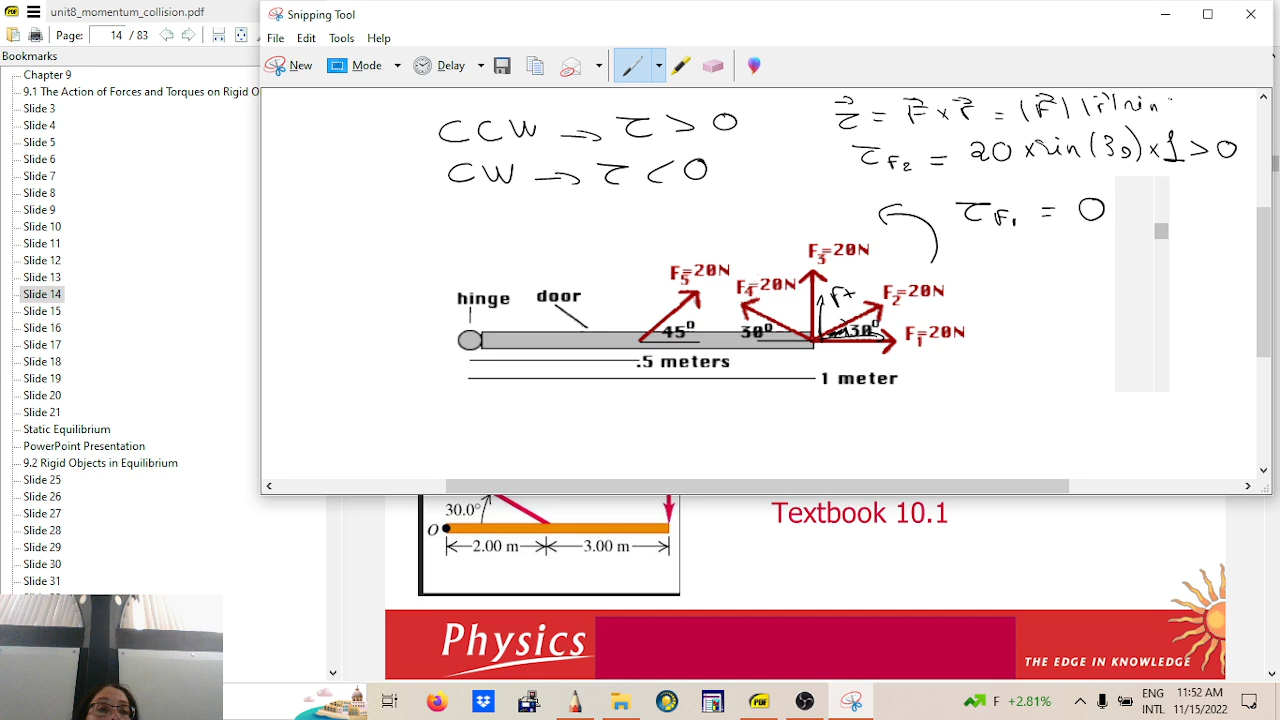 unit8_momentum_collision.pdf
Page: 14 / 83
Bookmarks
Chapter 9
9.1 The Action of Forces and Torques on Rigid O
Slide 3
Slide 4
Slide 5
Slide 6
Slide 7
Slide 8
Slide 9
Slide 10
Slide 11
Slide 12
Slide 13
Slide 14
Slide 15
Slide 16
Slide 17
Slide 18
Slide 19
Slide 20
Slide 21
Static Equilibrium
PowerPoint Presentation
9.2 Rigid Objects in Equilibrium
Slide 25
Slide 26
Slide 27
Slide 28
Slide 29
Slide 30
Slide 31
Snipping Tool
File Edit Tools Help
New Mode Delay
CCW → τ > 0
CW → τ < 0
τ = F × r = |F| |r| sin
τF₂ = 20 × sin(30) × 1 > 0
τF₁ = 0
F₃=20N
F₅=20N
F₄=20N
F₂=20N
F₁=20N
hinge door
45° 30° 30°
.5 meters
1 meter
30.0°
O
2.00 m 3.00 m
Textbook 10.1
Physics
THE EDGE IN KNOWLEDGE
PDF
F +2.81%
ENG
INTL
11:52 AM
11/15/2022